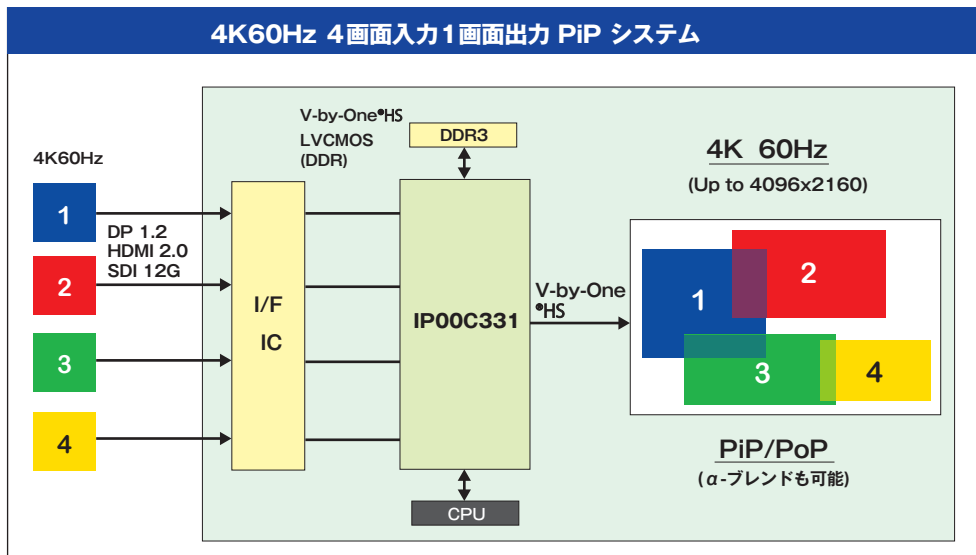 4K60Hz 4画面入力1画面出力 PiP システム
V-by-One®HS
LVCMOS
(DDR)
DDR3
4K60Hz
1
2
3
4
DP 1.2
HDMI 2.0
SDI 12G
I/F
IC
IP00C331
CPU
V-by-One
®HS
4K 60Hz
(Up to 4096x2160)
1
2
3
4
PiP/PoP
(α-ブレンドも可能)